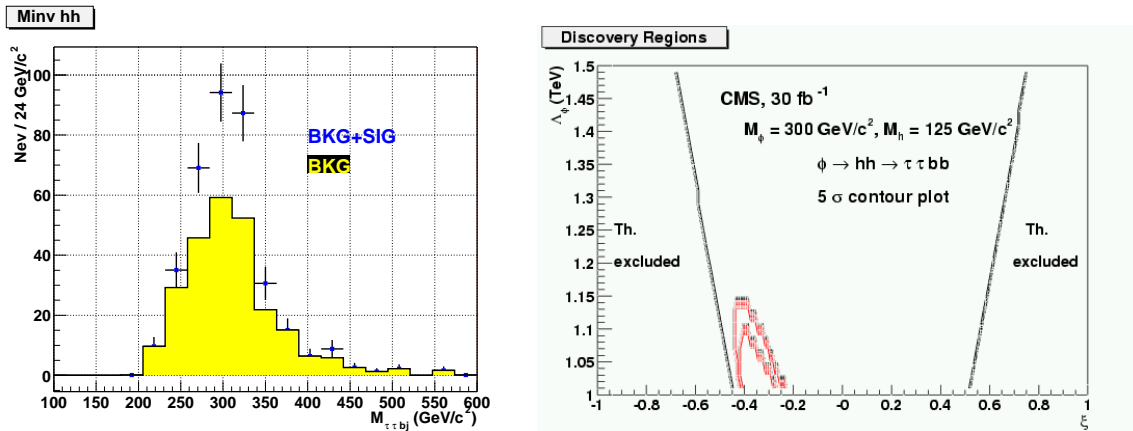 Minv hh
Nev / 24 GeV/c²
100
80
60
40
20
0
BKG+SIG
BKG
100 150 200 250 300 350 400 450 500 550 600
M_ττbj (GeV/c²)
Discovery Regions
Λ_ϕ (TeV)
1.5
1.45
1.4
1.35
1.3
1.25
1.2
1.15
1.1
1.05
CMS, 30 fb⁻¹
M_ϕ = 300 GeV/c², M_h = 125 GeV/c²
ϕ → hh → ττbb
5 σ contour plot
Th.
excluded
Th.
excluded
-1 -0.8 -0.6 -0.4 -0.2 -0 0.2 0.4 0.6 0.8 1
ξ